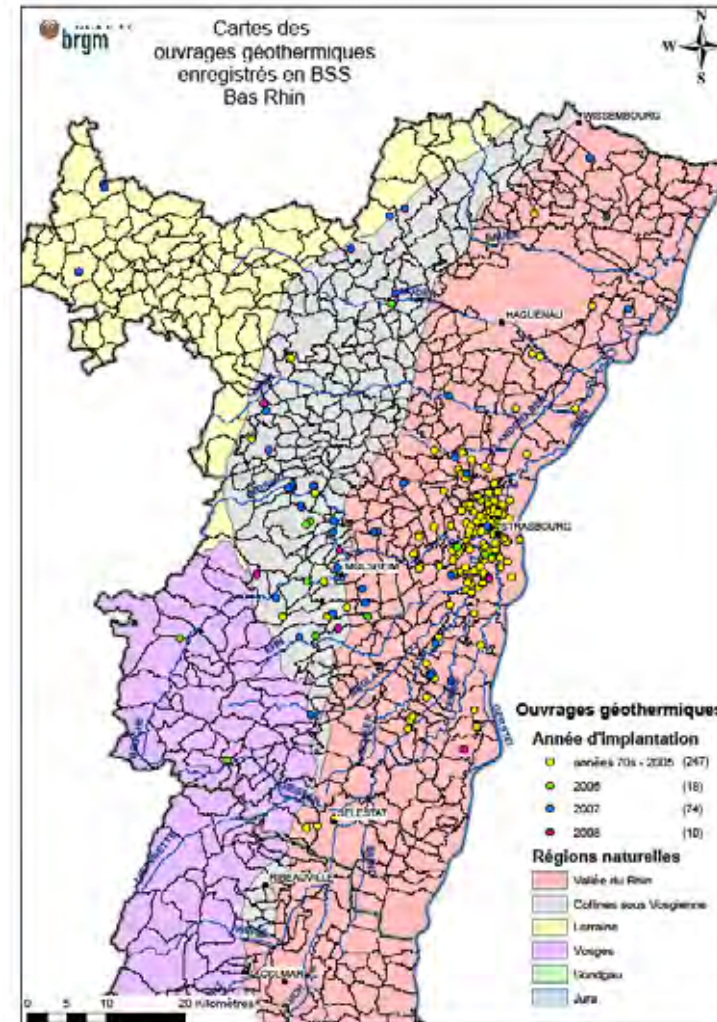 brgm
Cartes des
ouvrages géothermiques
enregistrés en BSS
Bas Rhin
N
W E
S
WISSEMBOURG
HAGUENAU
STRASBOURG
MOLSHEIM
SELESTAT
RIBEAUVILLE
COLMAR
Ouvrages géothermiques
Année d'implantation
années 70s - 2005 (247)
2006 (18)
2007 (74)
2008 (10)
Régions naturelles
Vallée du Rhin
Collines sous Vosgienne
Lorraine
Vosges
Sundgau
Jura
0 5 10 20 Kilomètres